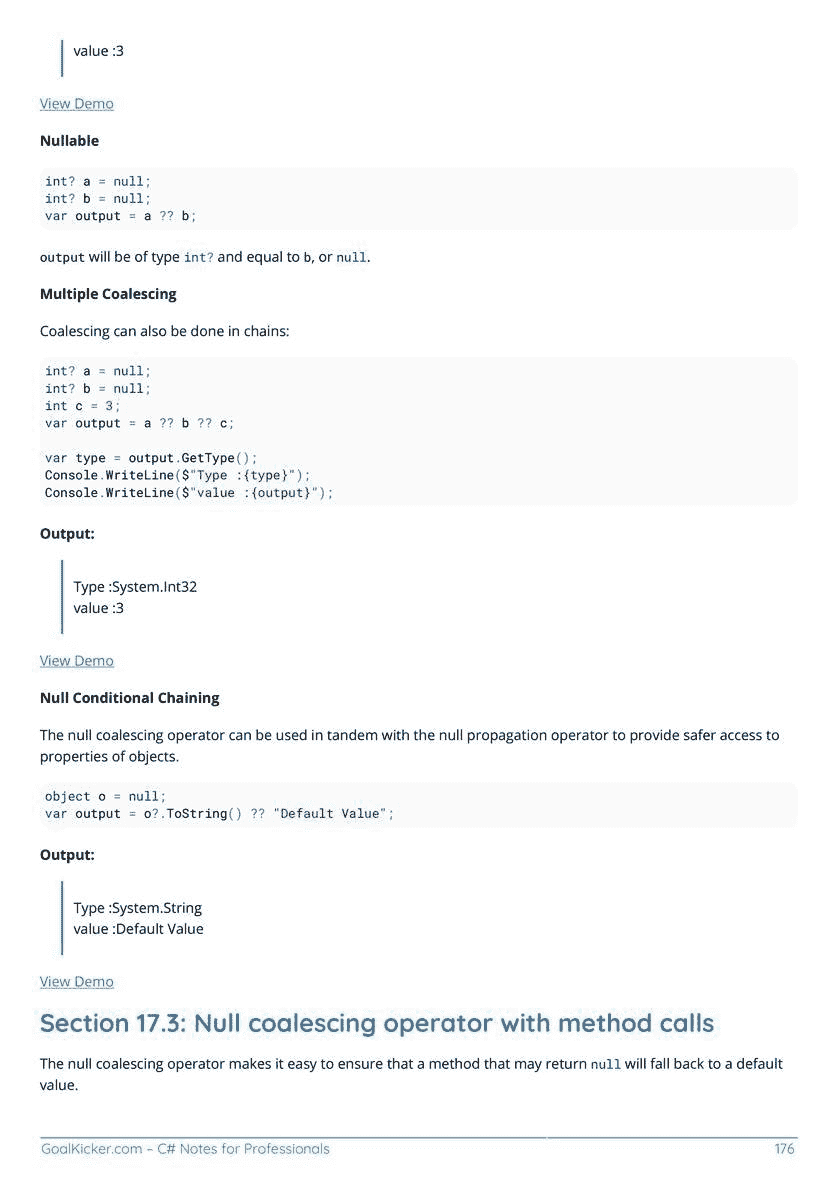 value :3
View Demo
Nullable
int? a = null;
int? b = null;
var output = a ?? b;
output will be of type int? and equal to b, or null.
Multiple Coalescing
Coalescing can also be done in chains:
int? a = null;
int? b = null;
int c = 3;
var output = a ?? b ?? c;
var type = output.GetType();
Console.WriteLine($"Type :{type}");
Console.WriteLine($"value :{output}");
Output:
Type :System.Int32
value :3
View Demo
Null Conditional Chaining
The null coalescing operator can be used in tandem with the null propagation operator to provide safer access to
properties of objects.
object o = null;
var output = o?.ToString() ?? "Default Value";
Output:
Type :System.String
value :Default Value
View Demo
Section 17.3: Null coalescing operator with method calls
The null coalescing operator makes it easy to ensure that a method that may return null will fall back to a default
value.
GoalKicker.com – C# Notes for Professionals 176